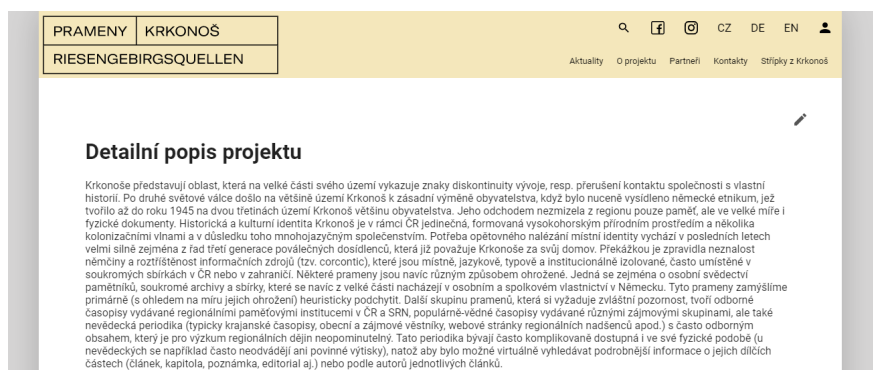 PRAMENY KRKONOŠ
RIESENGEBIRGSQUELLEN
CZ DE EN
Aktuality O projektu Partneři Kontakty Střípky z Krkonoš
Detailní popis projektu
Krkonoše představují oblast, která na velké části svého území vykazuje znaky diskontinuity vývoje, resp. přerušení kontaktu společnosti s vlastní
historií. Po druhé světové válce došlo na většině území Krkonoš k zásadní výměně obyvatelstva, když bylo nuceně vysídleno německé etnikum, jež
tvořilo až do roku 1945 na dvou třetinách území Krkonoš většinu obyvatelstva. Jeho odchodem nezmizela z regionu pouze paměť, ale ve velké míře i
fyzické dokumenty. Historická a kulturní identita Krkonoš je v rámci ČR jedinečná, formovaná vysokohorským přírodním prostředím a několika
kolonizačními vlnami a v důsledku toho mnohojazyčným společenstvím. Potřeba opětovného nalézání místní identity vychází v posledních letech
velmi silně zejména z řad třetí generace poválečných dosídlenců, která již považuje Krkonoše za svůj domov. Překážkou je zpravidla neznalost
němčiny a roztříštěnost informačních zdrojů (tzv. corcontic), které jsou místně, jazykově, typově a institucionálně izolované, často umístěné v
soukromých sbírkách v ČR nebo v zahraničí. Některé prameny jsou navíc různým způsobem ohrožené. Jedná se zejména o osobní svědectví
pamětníků, soukromé archivy a sbírky, které se navíc z velké části nacházejí v osobním a spolkovém vlastnictví v Německu. Tyto prameny zamýšlíme
primárně (s ohledem na míru jejich ohrožení) heuristicky podchytit. Další skupinu pramenů, která si vyžaduje zvláštní pozornost, tvoří odborné
časopisy vydávané regionálními paměťovými institucemi v ČR a SRN, populárně-vědné časopisy vydávané různými zájmovými skupinami, ale také
nevědecká periodika (typicky krajanské časopisy, obecní a zájmové věstníky, webové stránky regionálních nadšenců apod.) s často odborným
obsahem, který je pro výzkum regionálních dějin neopominutelný. Tato periodika bývají často komplikovaně dostupná i ve své fyzické podobě (u
nevědeckých se například často neodvádějí ani povinné výtisky), natož aby bylo možné virtuálně vyhledávat podrobnější informace o jejich dílčích
částech (článek, kapitola, poznámka, editorial aj.) nebo podle autorů jednotlivých článků.